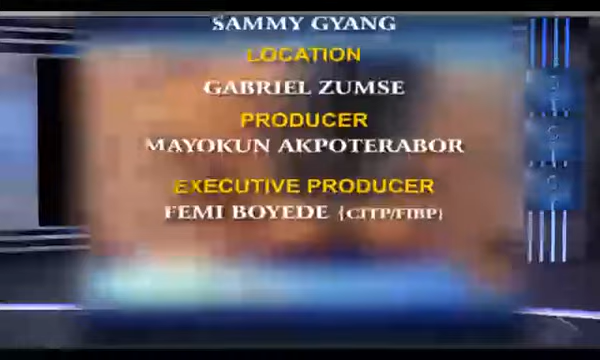 SAMMY GYANG
LOCATION
GABRIEL ZUMSE
PRODUCER
MAYOKUN AKPOTERABOR
EXECUTIVE PRODUCER
FEMI BOYEDE {CITP/FIBP}